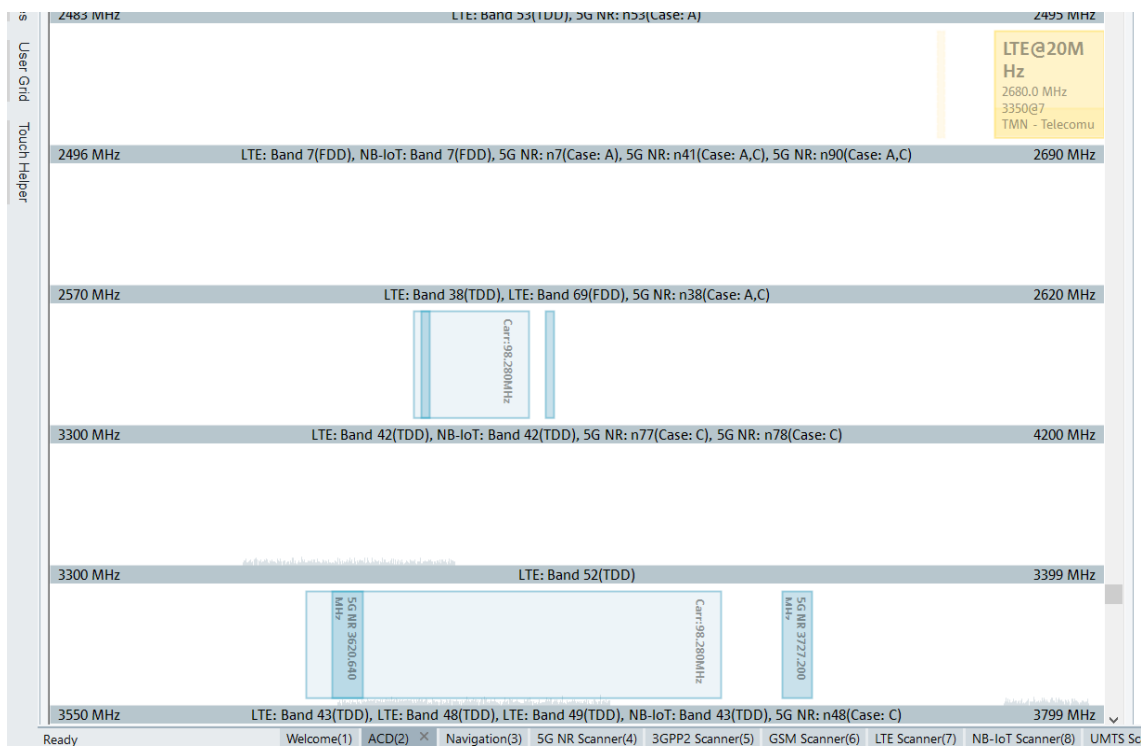 2483 MHz LTE: Band 53(TDD), 5G NR: n53(Case: A) 2495 MHz
User Grid
Touch Helper
LTE@20M
Hz
2680.0 MHz
3350@7
TMN - Telecomu
2496 MHz LTE: Band 7(FDD), NB-IoT: Band 7(FDD), 5G NR: n7(Case: A), 5G NR: n41(Case: A,C), 5G NR: n90(Case: A,C) 2690 MHz
2570 MHz LTE: Band 38(TDD), LTE: Band 69(FDD), 5G NR: n38(Case: A,C) 2620 MHz
Carr:98.280MHz
3300 MHz LTE: Band 42(TDD), NB-IoT: Band 42(TDD), 5G NR: n77(Case: C), 5G NR: n78(Case: C) 4200 MHz
3300 MHz LTE: Band 52(TDD) 3399 MHz
5G NR 3620.640
MHz
Carr:98.280MHz
5G NR 3727.200
MHz
3550 MHz LTE: Band 43(TDD), LTE: Band 48(TDD), LTE: Band 49(TDD), NB-IoT: Band 43(TDD), 5G NR: n48(Case: C) 3799 MHz
Ready Welcome(1) ACD(2) Navigation(3) 5G NR Scanner(4) 3GPP2 Scanner(5) GSM Scanner(6) LTE Scanner(7) NB-IoT Scanner(8) UMTS Sc